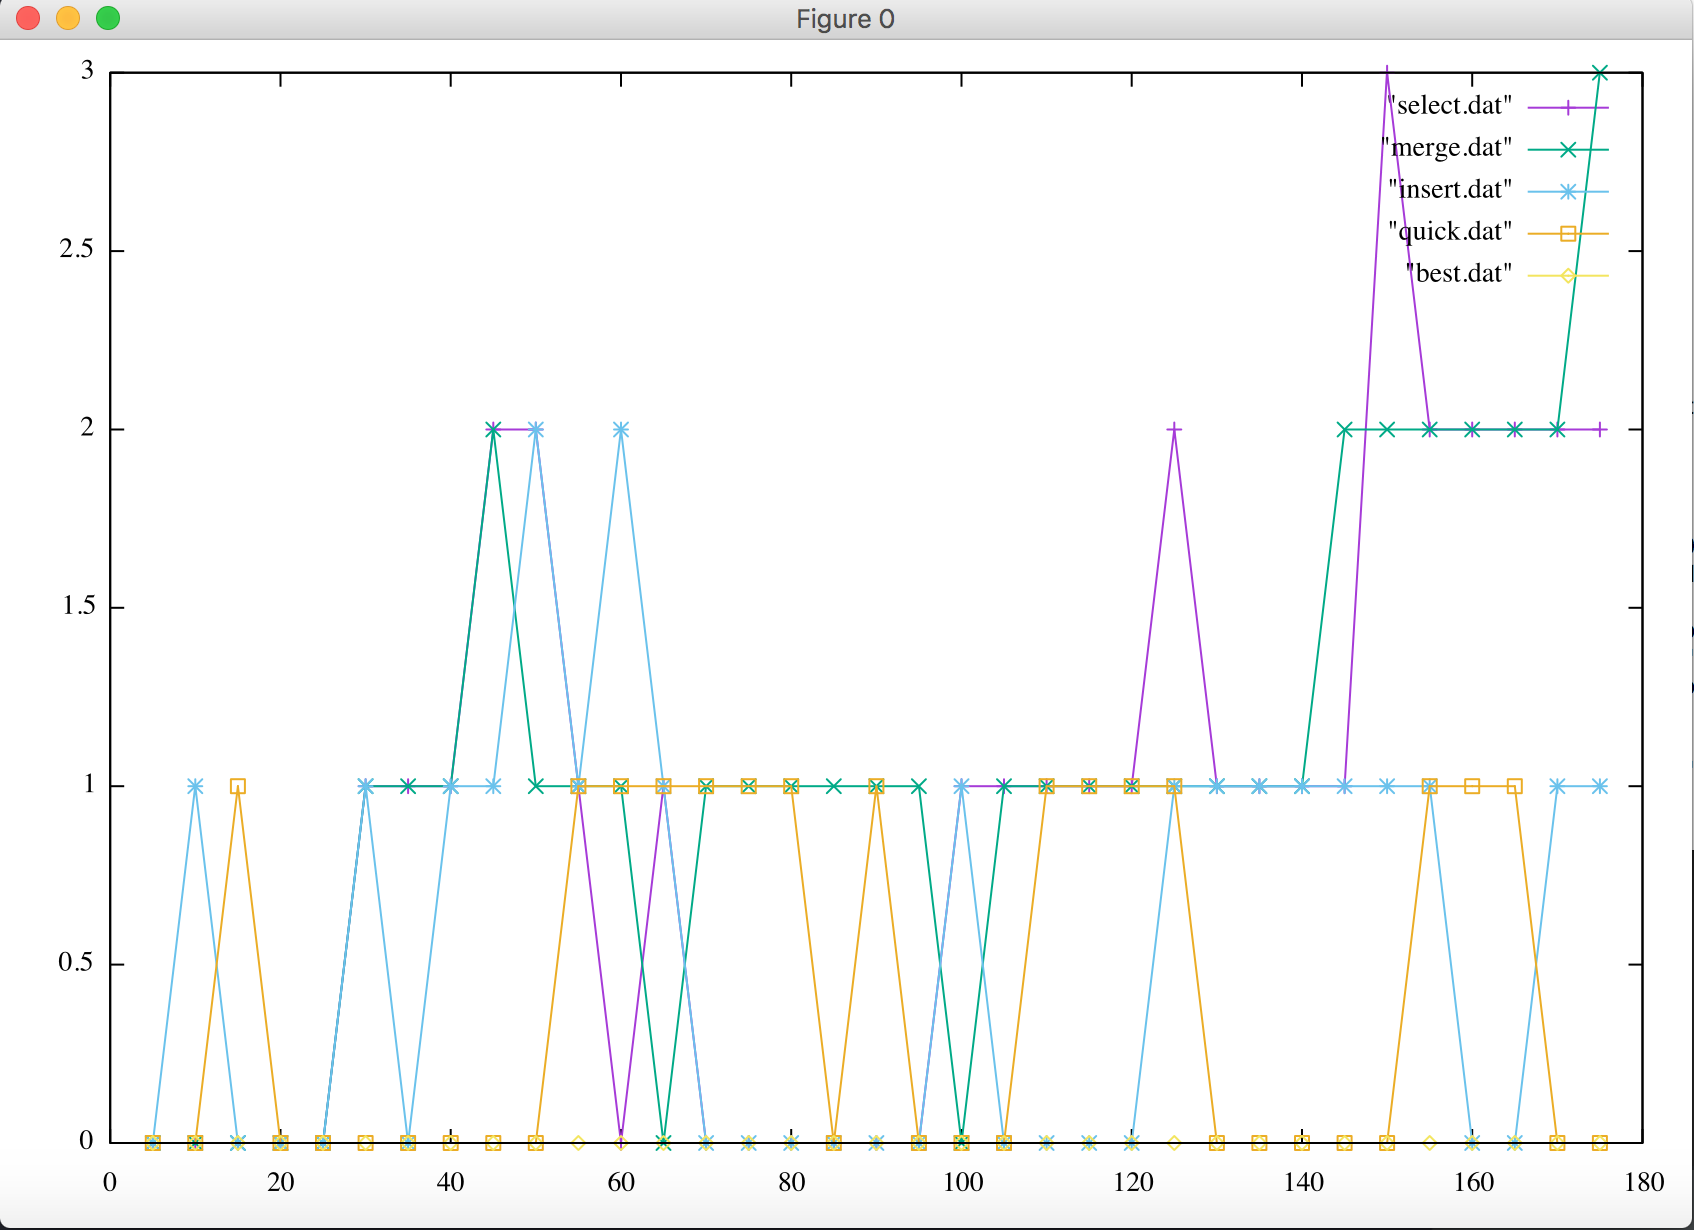 Figure 0
3
"select.dat"
"merge.dat"
"insert.dat"
"quick.dat"
"best.dat"
2.5
2
1.5
1
0.5
0
0 20 40 60 80 100 120 140 160 180